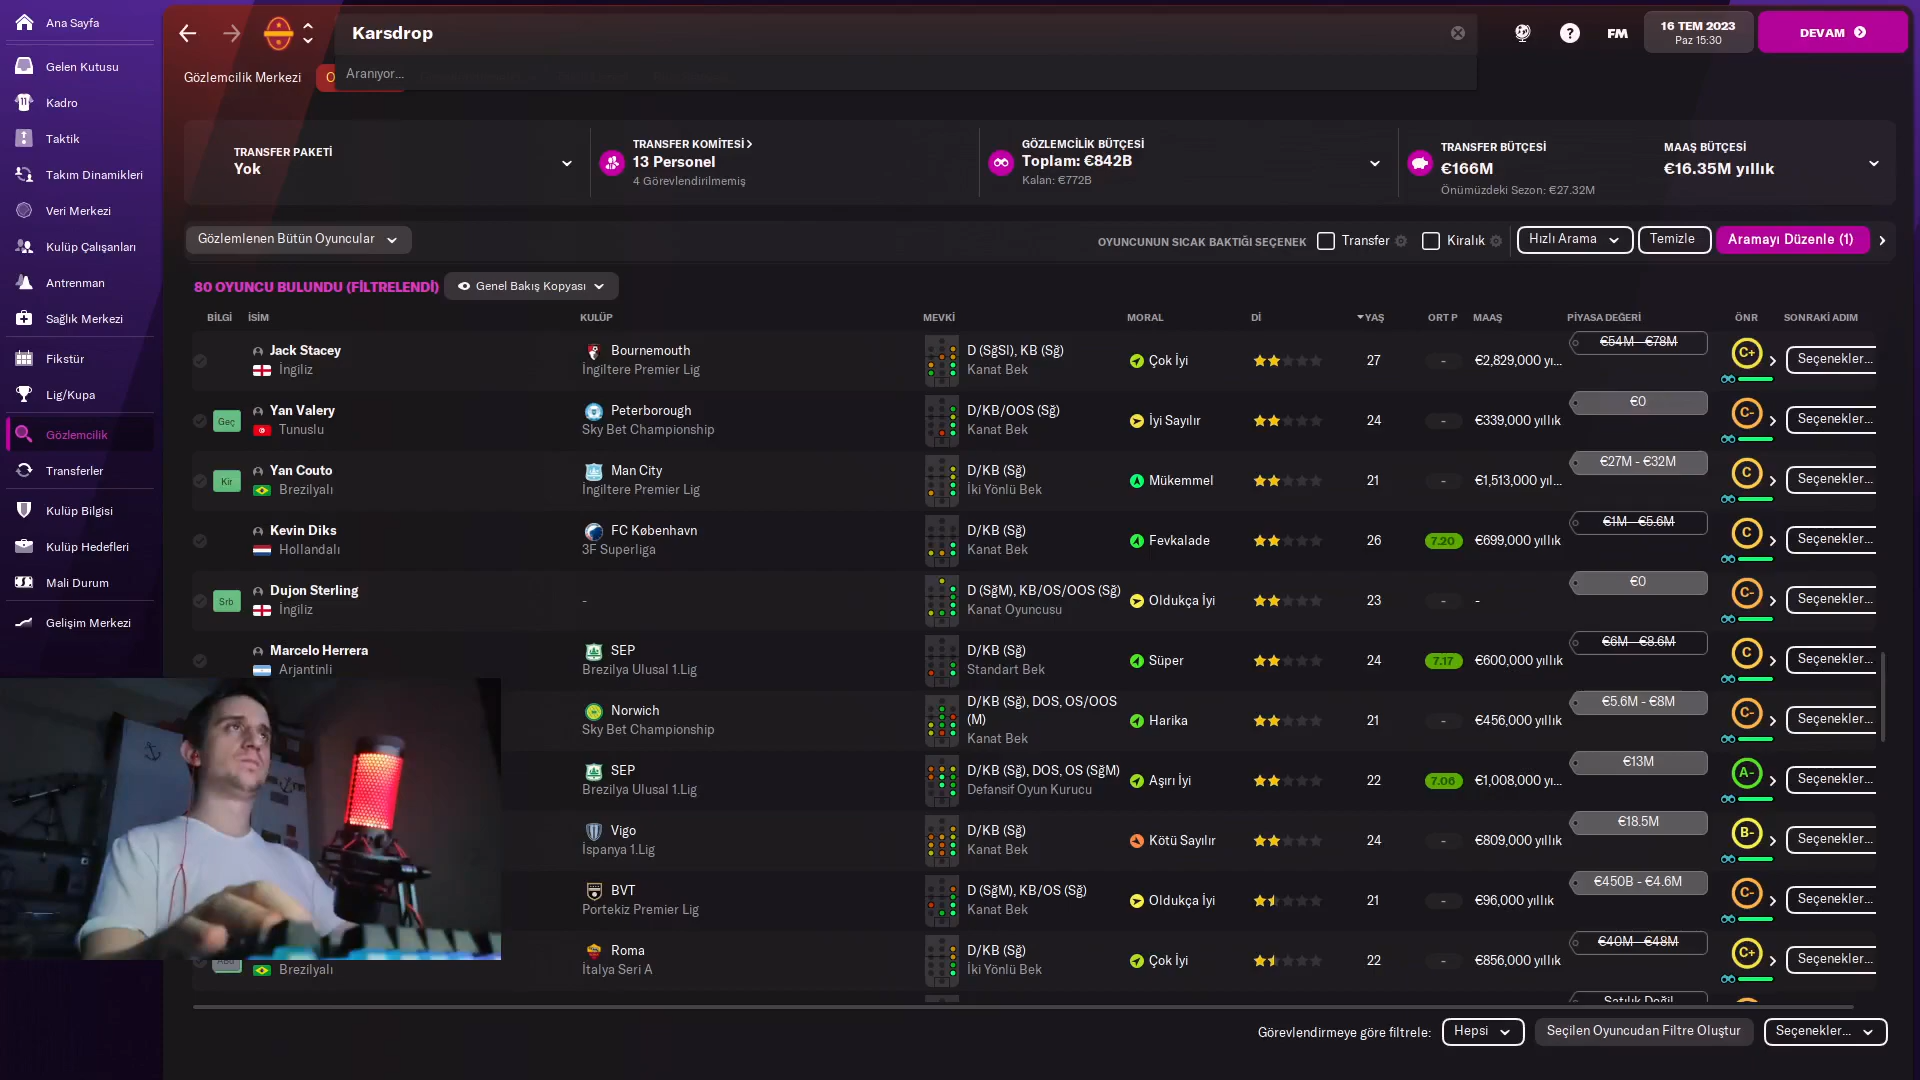 Ana Sayfa
Gelen Kutusu
Kadro
Taktik
Takım Dinamikleri
Veri Merkezi
Kulüp Çalışanları
Antrenman
Sağlık Merkezi
Fikstür
Lig/Kupa
Gözlemcilik
Transferler
Kulüp Bilgisi
Kulüp Hedefleri
Mali Durum
Gelişim Merkezi
Karsdrop
Aranıyor...
? FM
16 TEM 2023
Paz 15:30
DEVAM
Gözlemcilik Merkezi
TRANSFER PAKETİ
Yok
TRANSFER KOMİTESİ
13 Personel
4 Görevlendirilmemiş
GÖZLEMCİLİK BÜTÇESİ
Toplam: €842B
Kalan: €772B
TRANSFER BÜTÇESİ
€166M
Önümüzdeki Sezon: €27.32M
MAAŞ BÜTÇESİ
€16.35M yıllık
Gözlemlenen Bütün Oyuncular
OYUNCUNUN SICAK BAKTIĞI SEÇENEK Transfer Kiralık Hızlı Arama Temizle Aramayı Düzenle (1)
80 OYUNCU BULUNDU (FİLTRELENDİ) Genel Bakış Kopyası
BİLGİ İSİM KULÜP MEVKİ MORAL Dİ YAŞ ORT P MAAŞ PİYASA DEĞERİ ÖNR SONRAKİ ADIM
Jack Stacey Bournemouth D (SğSl), KB (Sğ) Çok İyi 27 - €2,829,000 yı... €54M - €78M C+ Seçenekler...
İngiliz İngiltere Premier Lig Kanat Bek
Geç Yan Valery Peterborough D/KB/OOS (Sğ) İyi Sayılır 24 - €339,000 yıllık €0 C- Seçenekler...
Tunuslu Sky Bet Championship Kanat Bek
Kir Yan Couto Man City D/KB (Sğ) Mükemmel 21 - €1,513,000 yıl... €27M - €32M C Seçenekler...
Brezilyalı İngiltere Premier Lig İki Yönlü Bek
Kevin Diks FC København D/KB (Sğ) Fevkalade 26 7.20 €699,000 yıllık €1M - €5.6M C Seçenekler...
Hollandalı 3F Superliga Kanat Bek
Srb Dujon Sterling - D (SğM), KB/OS/OOS (Sğ) Oldukça İyi 23 - - €0 C- Seçenekler...
İngiliz Kanat Oyuncusu
Marcelo Herrera SEP D/KB (Sğ) Süper 24 7.17 €600,000 yıllık €6M - €8.6M C Seçenekler...
Arjantinli Brezilya Ulusal 1.Lig Standart Bek
Norwich D/KB (Sğ), DOS, OS/OOS (M) Harika 21 - €456,000 yıllık €5.6M - €8M C- Seçenekler...
Sky Bet Championship Kanat Bek
SEP D/KB (Sğ), DOS, OS (SğM) Aşırı İyi 22 7.06 €1,008,000 yı... €13M A- Seçenekler...
Brezilya Ulusal 1.Lig Defansif Oyun Kurucu
Vigo D/KB (Sğ) Kötü Sayılır 24 - €809,000 yıllık €18.5M B- Seçenekler...
İspanya 1.Lig Kanat Bek
BVT D (SğM), KB/OS (Sğ) Oldukça İyi 21 - €96,000 yıllık €450B - €4.6M C- Seçenekler...
Portekiz Premier Lig Kanat Bek
Roma D/KB (Sğ) Çok İyi 22 - €856,000 yıllık €40M - €48M C+ Seçenekler...
Brezilyalı İtalya Seri A İki Yönlü Bek
Satılık Değil
Görevlendirmeye göre filtrele: Hepsi Seçilen Oyuncudan Filtre Oluştur Seçenekler...